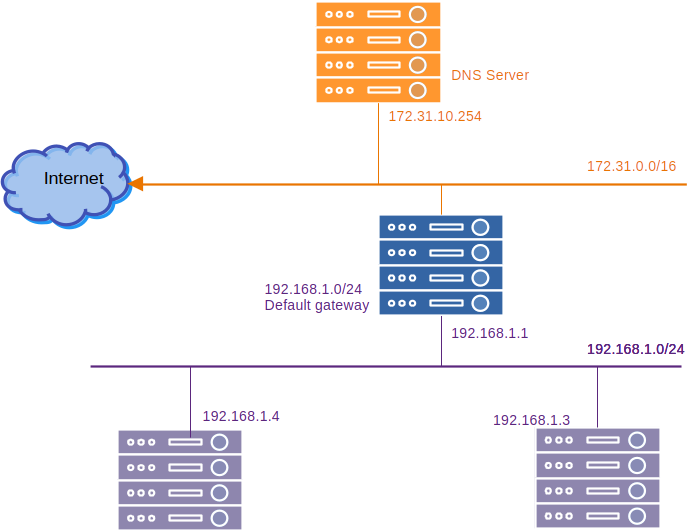 DNS Server
172.31.10.254
172.31.0.0/16
Internet
192.168.1.0/24
Default gateway
192.168.1.1
192.168.1.0/24
192.168.1.4
192.168.1.3